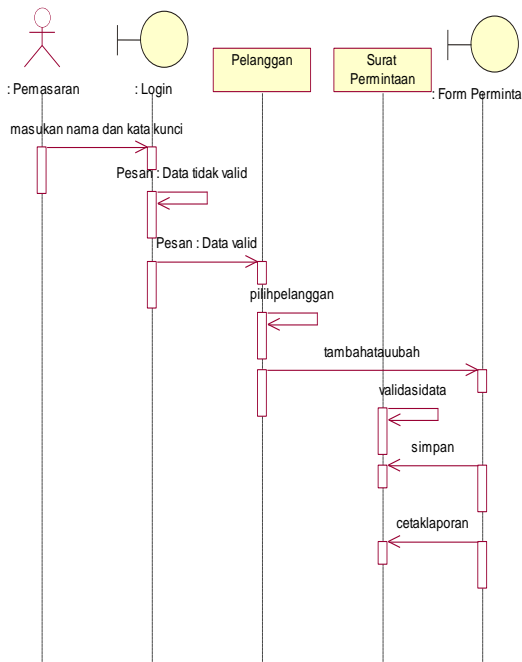 Pelanggan
Surat
Permintaan
: Pemasaran
: Login
: Form Perminta
masukan nama dan kata kunci
Pesan : Data tidak valid
Pesan : Data valid
pilihpelanggan
tambahatauubah
validasidata
simpan
cetaklaporan